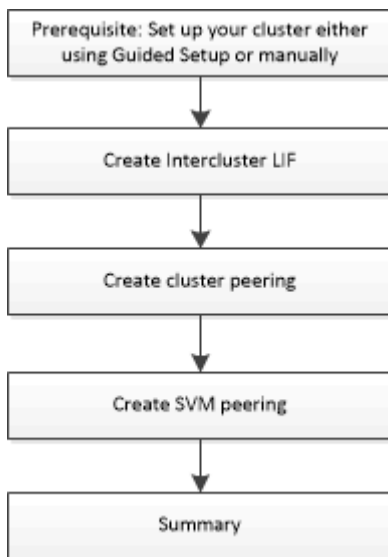 Prerequisite: Set up your cluster either
using Guided Setup or manually
Create Intercluster LIF
Create cluster peering
Create SVM peering
Summary